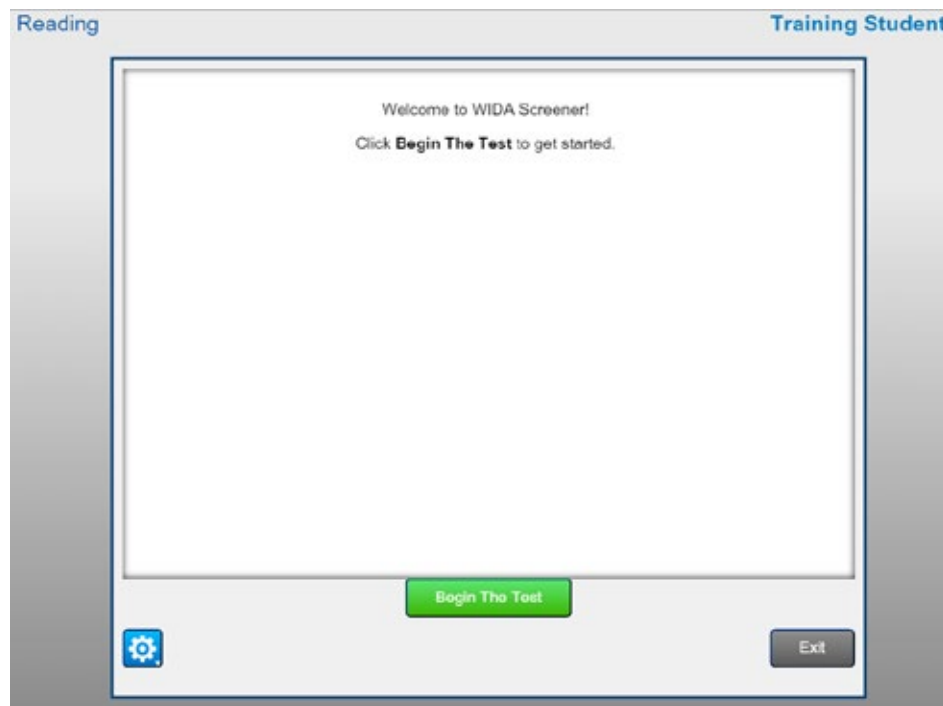 Reading
Training Student
Welcome to WIDA Screener!
Click Begin The Test to get started.
Begin The Test
Exit